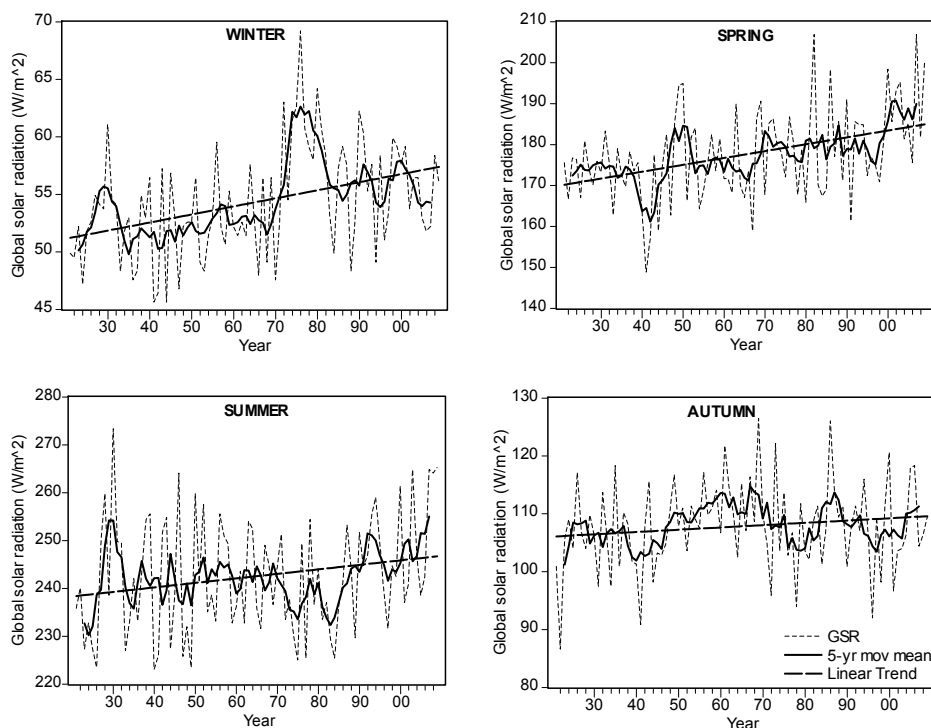 WINTER
Global solar radiation (W/m^2)
70
65
60
55
50
45
30 40 50 60 70 80 90 00
Year
SPRING
Global solar radiation (W/m^2)
210
200
190
180
170
160
150
140
30 40 50 60 70 80 90 00
Year
SUMMER
Global solar radiation (W/m^2)
280
270
260
250
240
230
220
30 40 50 60 70 80 90 00
Year
AUTUMN
Global solar radiation (W/m^2)
130
120
110
100
90
80
30 40 50 60 70 80 90 00
Year
GSR
5-yr mov mean
Linear Trend